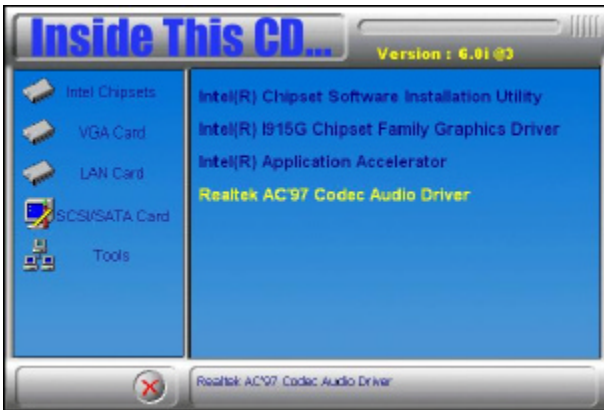 Inside This CD...
Version : 6.0i @3
Intel Chipsets
VGA Card
LAN Card
SCSI/SATA Card
Tools
Intel(R) Chipset Software Installation Utility
Intel(R) I915G Chipset Family Graphics Driver
Intel(R) Application Accelerator
Realtek AC'97 Codec Audio Driver
Realtek AC'97 Codec Audio Driver